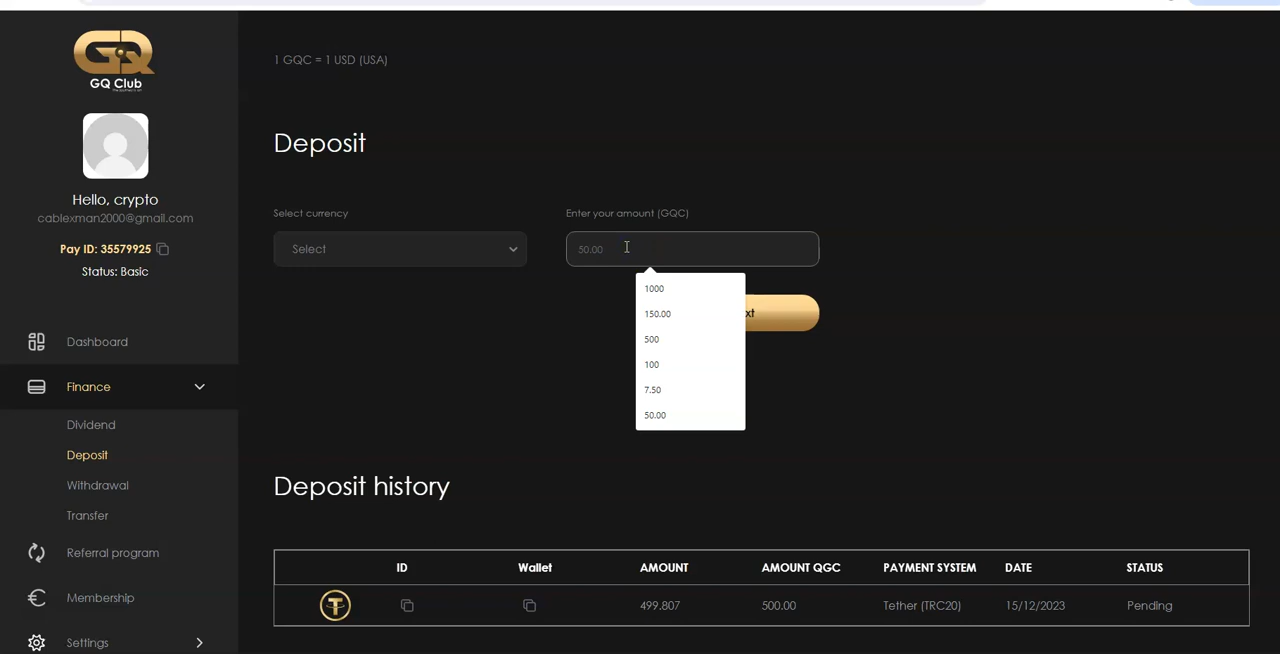 GQ Club
Hello, crypto
cablexman2000@gmail.com
Pay ID: 35579925
Status: Basic
Dashboard
Finance
Dividend
Deposit
Withdrawal
Transfer
Referral program
Membership
Settings
1 GQC = 1 USD (USA)
Deposit
Select currency
Enter your amount (GQC)
Select
50.00
1000
150.00
500
100
7.50
50.00
xt
Deposit history
ID Wallet AMOUNT AMOUNT QGC PAYMENT SYSTEM DATE STATUS
499.807 500.00 Tether (TRC20) 15/12/2023 Pending